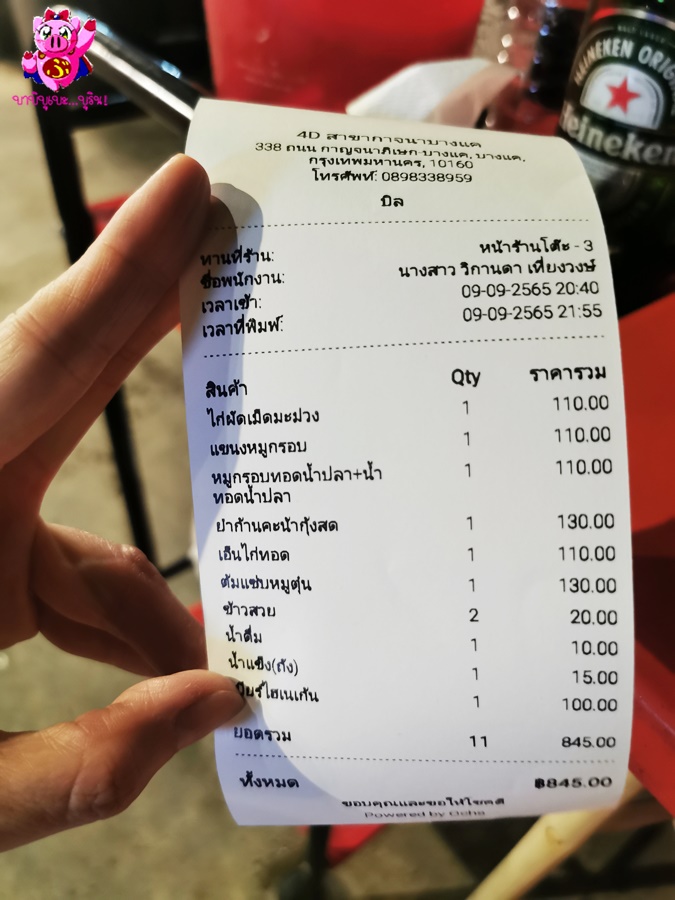 บาบิบูเบะ...บูริน!
HEINEKEN ORIG
Heineken
4D สาขากาจนาบางแค
338 ถนน กาญจนาภิเษก บางแค, บางแค,
กรุงเทพมหานคร, 10160
โทรศัพท์: 0898338959
บิล
ทานที่ร้าน: หน้าร้านโต๊ะ - 3
ชื่อพนักงาน: นางสาว วิกานดา เที่ยงวงษ์
เวลาเข้า: 09-09-2565 20:40
เวลาที่พิมพ์: 09-09-2565 21:55
สินค้า Qty ราคารวม
ไก่ผัดเม็ดมะม่วง 1 110.00
แขนงหมูกรอบ 1 110.00
หมูกรอบทอดน้ำปลา+น้ำ 1 110.00
ทอดน้ำปลา
ยำก้านคะน้ากุ้งสด 1 130.00
เอ็นไก่ทอด 1 110.00
ต้มแซ่บหมูตุ๋น 1 130.00
ข้าวสวย 2 20.00
น้ำดื่ม 1 10.00
น้ำแข็ง(ถัง) 1 15.00
เบียร์ไฮเนเก้น 1 100.00
ยอดรวม 11 845.00
ทั้งหมด ฿845.00
ขอบคุณและขอให้โชคดี
Powered by Ocha